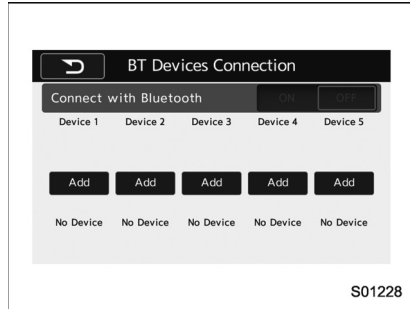 BT Devices Connection
Connect with Bluetooth ON OFF
Device 1 Device 2 Device 3 Device 4 Device 5
Add Add Add Add Add
No Device No Device No Device No Device No Device
S01228